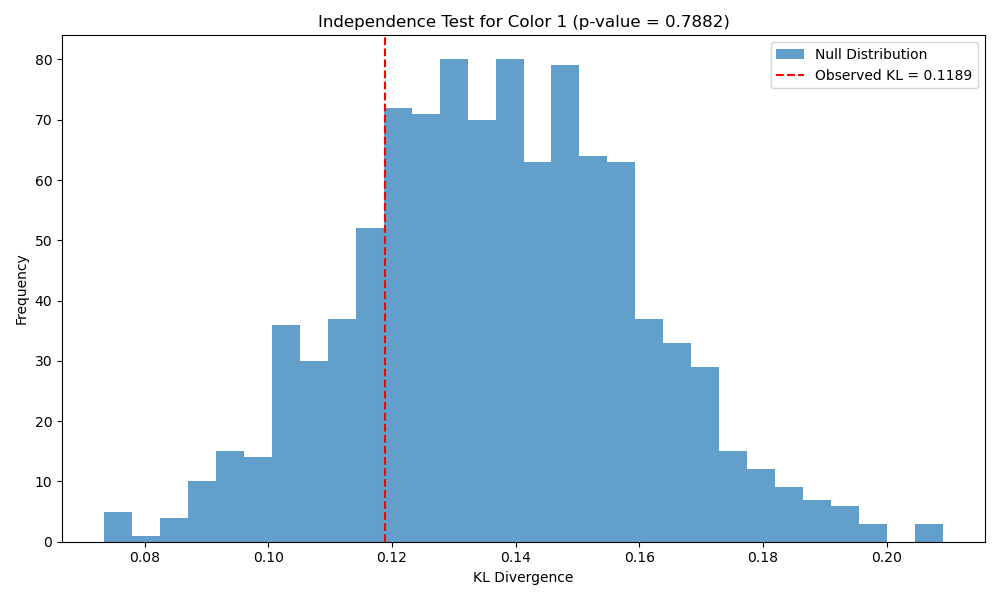 Independence Test for Color 1 (p-value = 0.7882)
Null Distribution
Observed KL = 0.1189
Frequency
80
70
60
50
40
30
20
10
0
0.08 0.10 0.12 0.14 0.16 0.18 0.20
KL Divergence